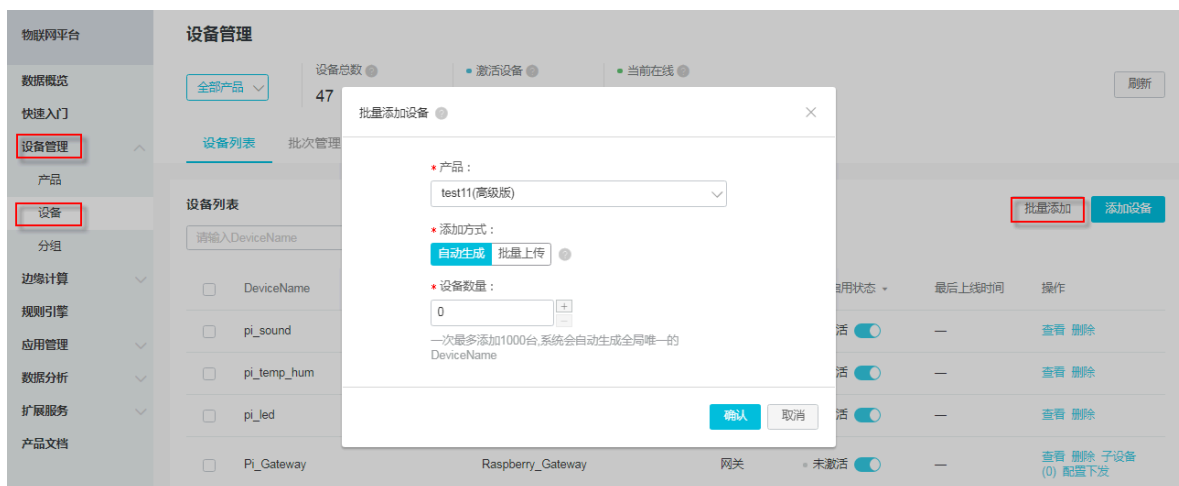 物联网平台
数据概览
快速入门
设备管理
产品
设备
分组
边缘计算
规则引擎
应用管理
数据分析
扩展服务
产品文档
设备管理
全部产品
设备总数
激活设备
当前在线
47
刷新
设备列表 批次管理
设备列表
批量添加 添加设备
请输入DeviceName
DeviceName 用状态 最后上线时间 操作
pi_sound 活 — 查看 删除
pi_temp_hum 活 — 查看 删除
pi_led 活 — 查看 删除
Pi_Gateway Raspberry_Gateway 网关 未激活 — 查看 删除 子设备
(0) 配置下发
批量添加设备
* 产品：
test11(高级版)
* 添加方式：
自动生成 批量上传
* 设备数量：
0
一次最多添加1000台,系统会自动生成全局唯一的
DeviceName
确认 取消